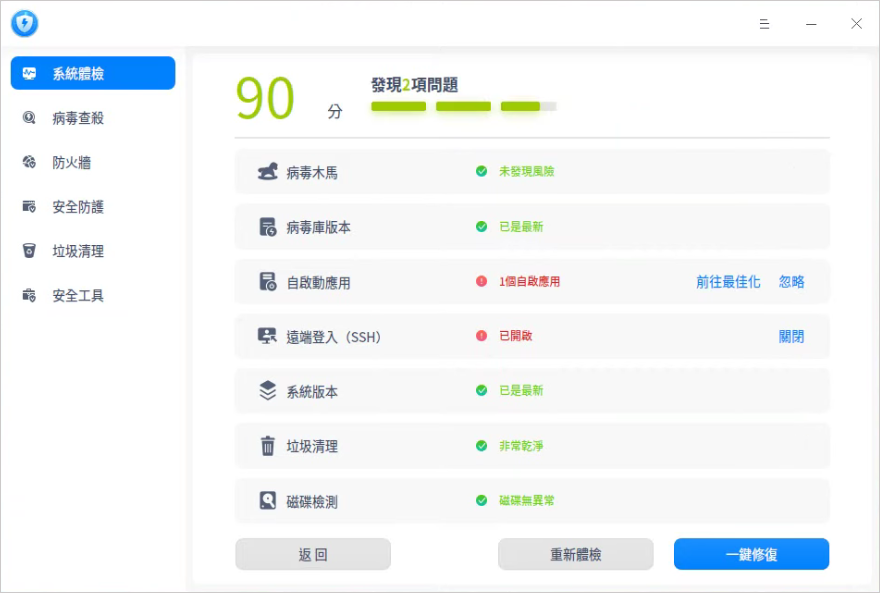 系統體檢
病毒查殺
防火牆
安全防護
垃圾清理
安全工具
90 分
發現2項問題
病毒木馬 未發現風險
病毒庫版本 已是最新
自啟動應用 1個自啟應用 前往最佳化 忽略
遠端登入（SSH） 已開啟 關閉
系統版本 已是最新
垃圾清理 非常乾淨
磁碟檢測 磁碟無異常
返回 重新體檢 一鍵修復